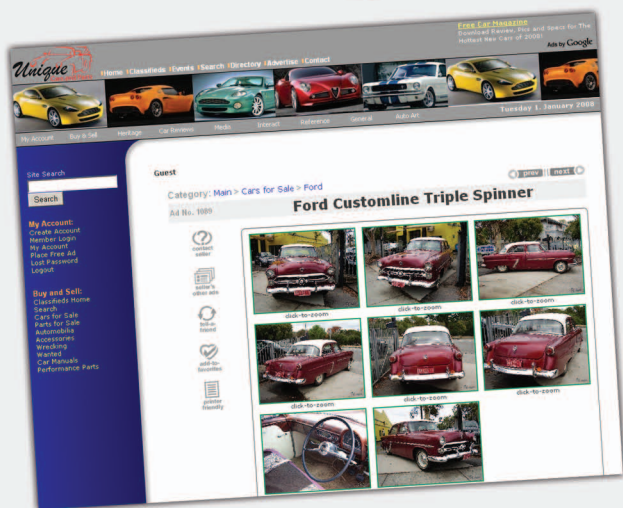 Free Car Magazine
Download Review, Pics and Specs for The
Hottest New Cars of 2008!
Ads by Google
Unique
Home Classifieds Events Search Directory Advertise Contact
Tuesday 1, January 2008
My Account Buy & Sell Heritage Car Reviews Media Interact Reference General Auto Art
Site Search
Search
Guest
prev || next
Category: Main > Cars for Sale > Ford
Ad No. 1089
Ford Customline Triple Spinner
My Account:
Create Account
Member Login
My Account
Place Free Ad
Lost Password
Logout
Buy and Sell:
Classifieds Home
Search
Cars for Sale
Parts for Sale
Automobilia
Accessories
Wrecking
Wanted
Car Manuals
Performance Parts
contact
seller
seller's
other ads
tell-a-
friend
add-to-
favorites
printer
friendly
click-to-zoom
click-to-zoom
click-to-zoom
click-to-zoom
click-to-zoom
click-to-zoom